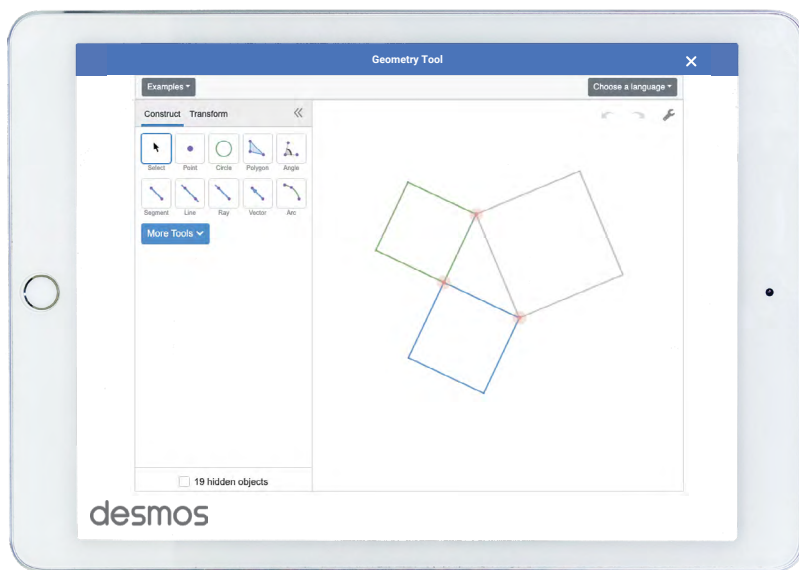 Geometry Tool
Examples
Choose a language
Construct Transform
Select Point Circle Polygon Angle
Segment Line Ray Vector Arc
More Tools
19 hidden objects
desmos